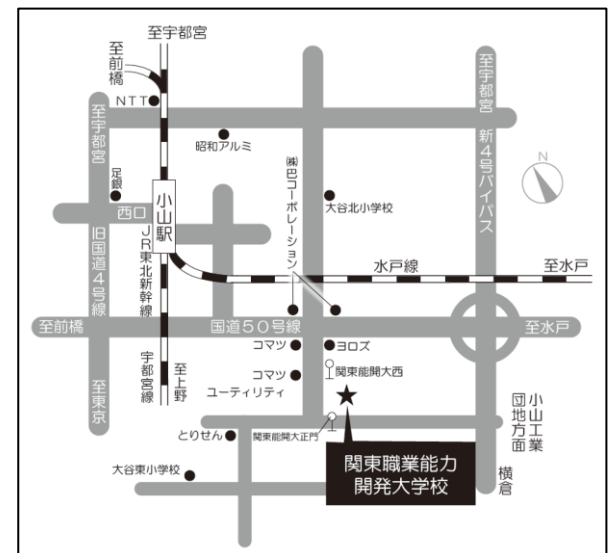 至宇都宮
至前橋
NTT
至宇都宮
至宇都宮
新4号バイパス
昭和アルミ
N
足銀
西口
小山駅
㈱巴コーポレーション
大谷北小学校
旧国道4号線
JR東北新幹線
水戸線
至水戸
至前橋
国道50号線
至水戸
コマツ
ヨロズ
宇都宮線
至上野
コマツ
ユーティリティ
関東能開大西
至東京
小山工業
団地方面
とりせん
関東能開大正門
大谷東小学校
関東職業能力
開発大学校
横倉